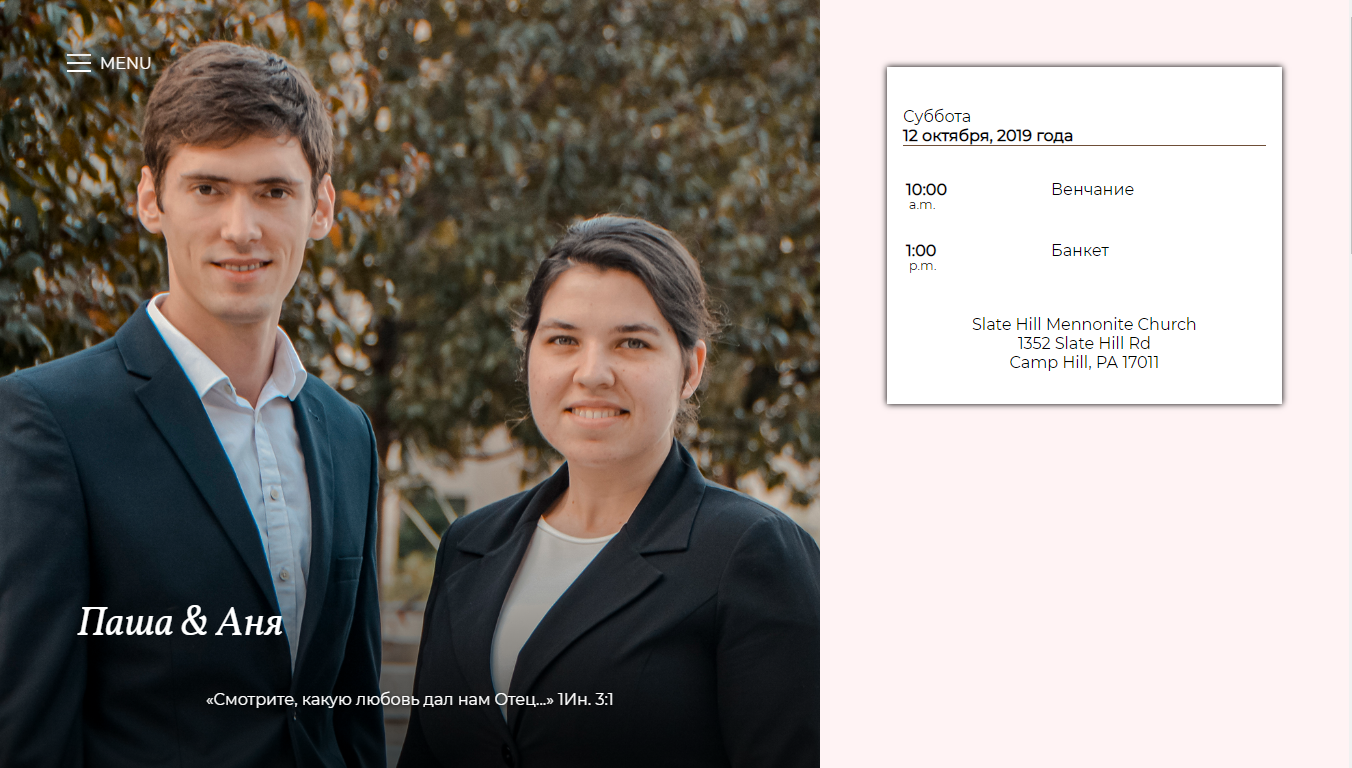 MENU
Паша & Аня
«Смотрите, какую любовь дал нам Отец...» 1Ин. 3:1
Суббота
12 октября, 2019 года
10:00 Венчание
a.m.
1:00 Банкет
p.m.
Slate Hill Mennonite Church
1352 Slate Hill Rd
Camp Hill, PA 17011